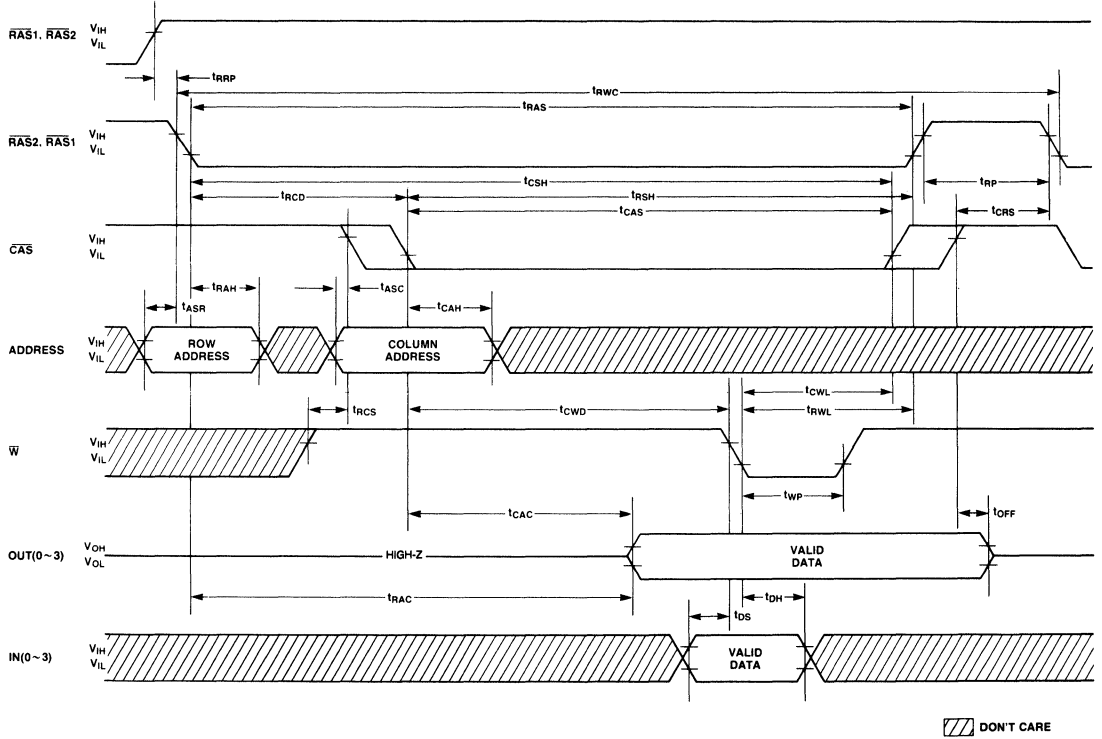 RAS1, RAS2 VIH
VIL
tRRP
tRWC
tRAS
RAS2, RAS1 VIH
VIL
tCSH
tRP
tRCD
tRSH
tCAS
tCRS
CAS VIH
VIL
tRAH
tASC
tASR
tCAH
ADDRESS VIH
VIL
ROW
ADDRESS
COLUMN
ADDRESS
tCWL
tRCS
tCWD
tRWL
W VIH
VIL
tWP
tCAC
tOFF
OUT(0~3) VOH
VOL
HIGH-Z
VALID
DATA
tRAC
tDH
tDS
IN(0~3) VIH
VIL
VALID
DATA
DON'T CARE